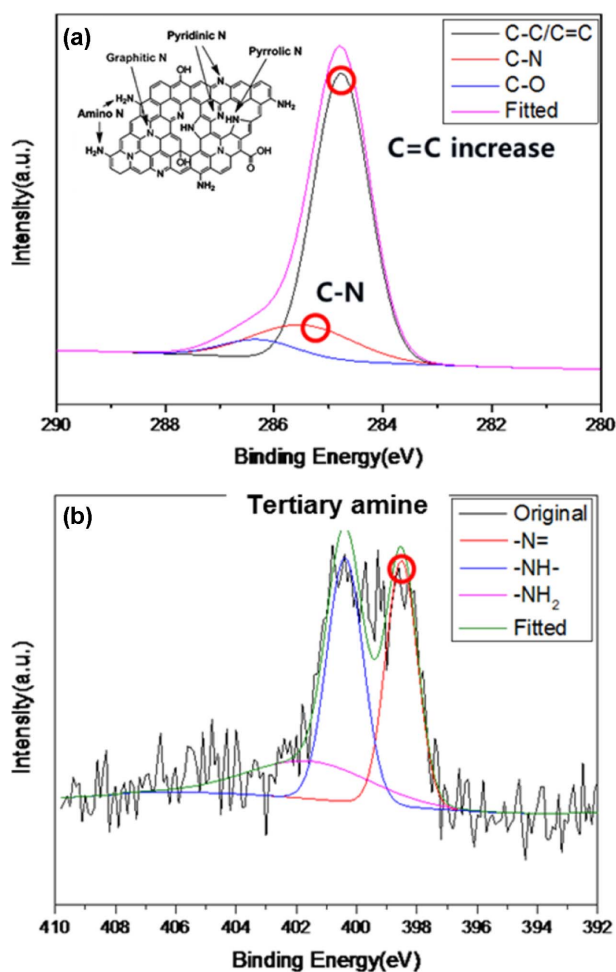 (a)
Pyridinic N
Graphitic N
Pyrrolic N
Amino N
OH
N
H₂N
NH₂
N
N
HN
HN
N
N
H₂N
OH
OH
O
N
NH₂
C-C/C=C
C-N
C-O
Fitted
C=C increase
C-N
Intensity(a.u.)
290 288 286 284 282 280
Binding Energy(eV)
(b)
Tertiary amine
Original
-N=
-NH-
-NH₂
Fitted
Intensity(a.u.)
410 408 406 404 402 400 398 396 394 392
Binding Energy(eV)